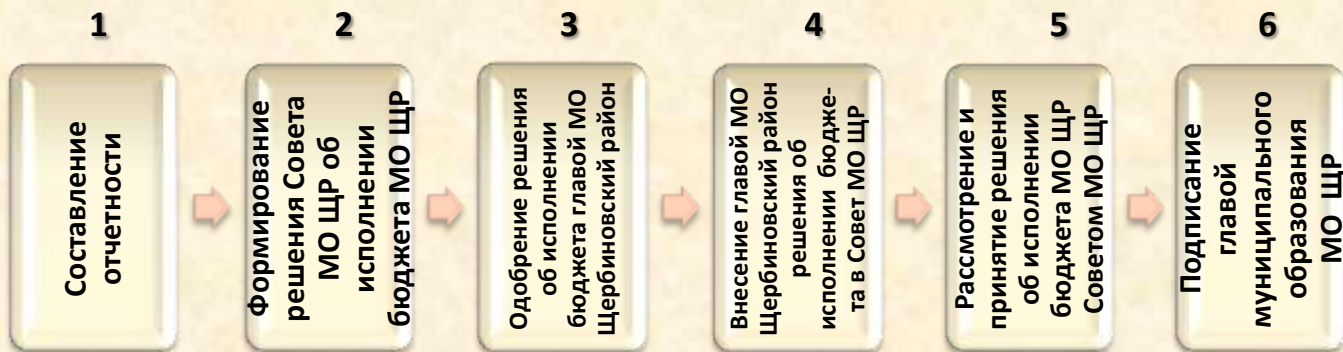 1
Составление
отчетности
2
Формирование
решения Совета
МО ЩР об
исполнении
бюджета МО ЩР
3
Одобрение решения
об исполнении
бюджета главой МО
Щербиновский район
4
Внесение главой МО
Щербиновский район
решения об
исполнении бюдже-
та в Совет МО ЩР
5
Рассмотрение и
принятие решения
об исполнении
бюджета МО ЩР
Советом МО ЩР
6
Подписание
главой
муниципального
образования
МО ЩР